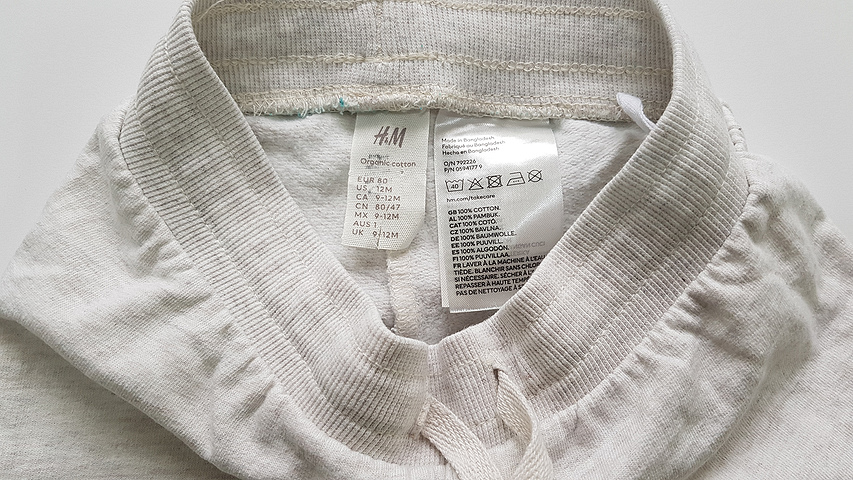 H&M
Organic cotton
EUR 80
US 12M
CA 9-12M
CN 80/47
MX 9-12M
AUS 1
UK 9-12M
Made in Bangladesh
Fabriqué au Bangladesh
Hecho en Bangladesh
O/N 792226
P/N 0594177 9
40
hm.com/takecare
GB 100% COTTON.
AL 100% PAMBUK.
CAT 100% COTÓ.
CZ 100% BAVLNA.
DE 100% BAUMWOLLE.
EE 100% PUUVILL.
ES 100% ALGODÓN.
FI 100% PUUVILLAA.
FR LAVER À LA MACHINE À L'EAU
TIÈDE. BLANCHIR SANS CHLOR
SI NÉCESSAIRE. SÉCHER À L
REPASSER À HAUTE TEMP
PAS DE NETTOYAGE À S